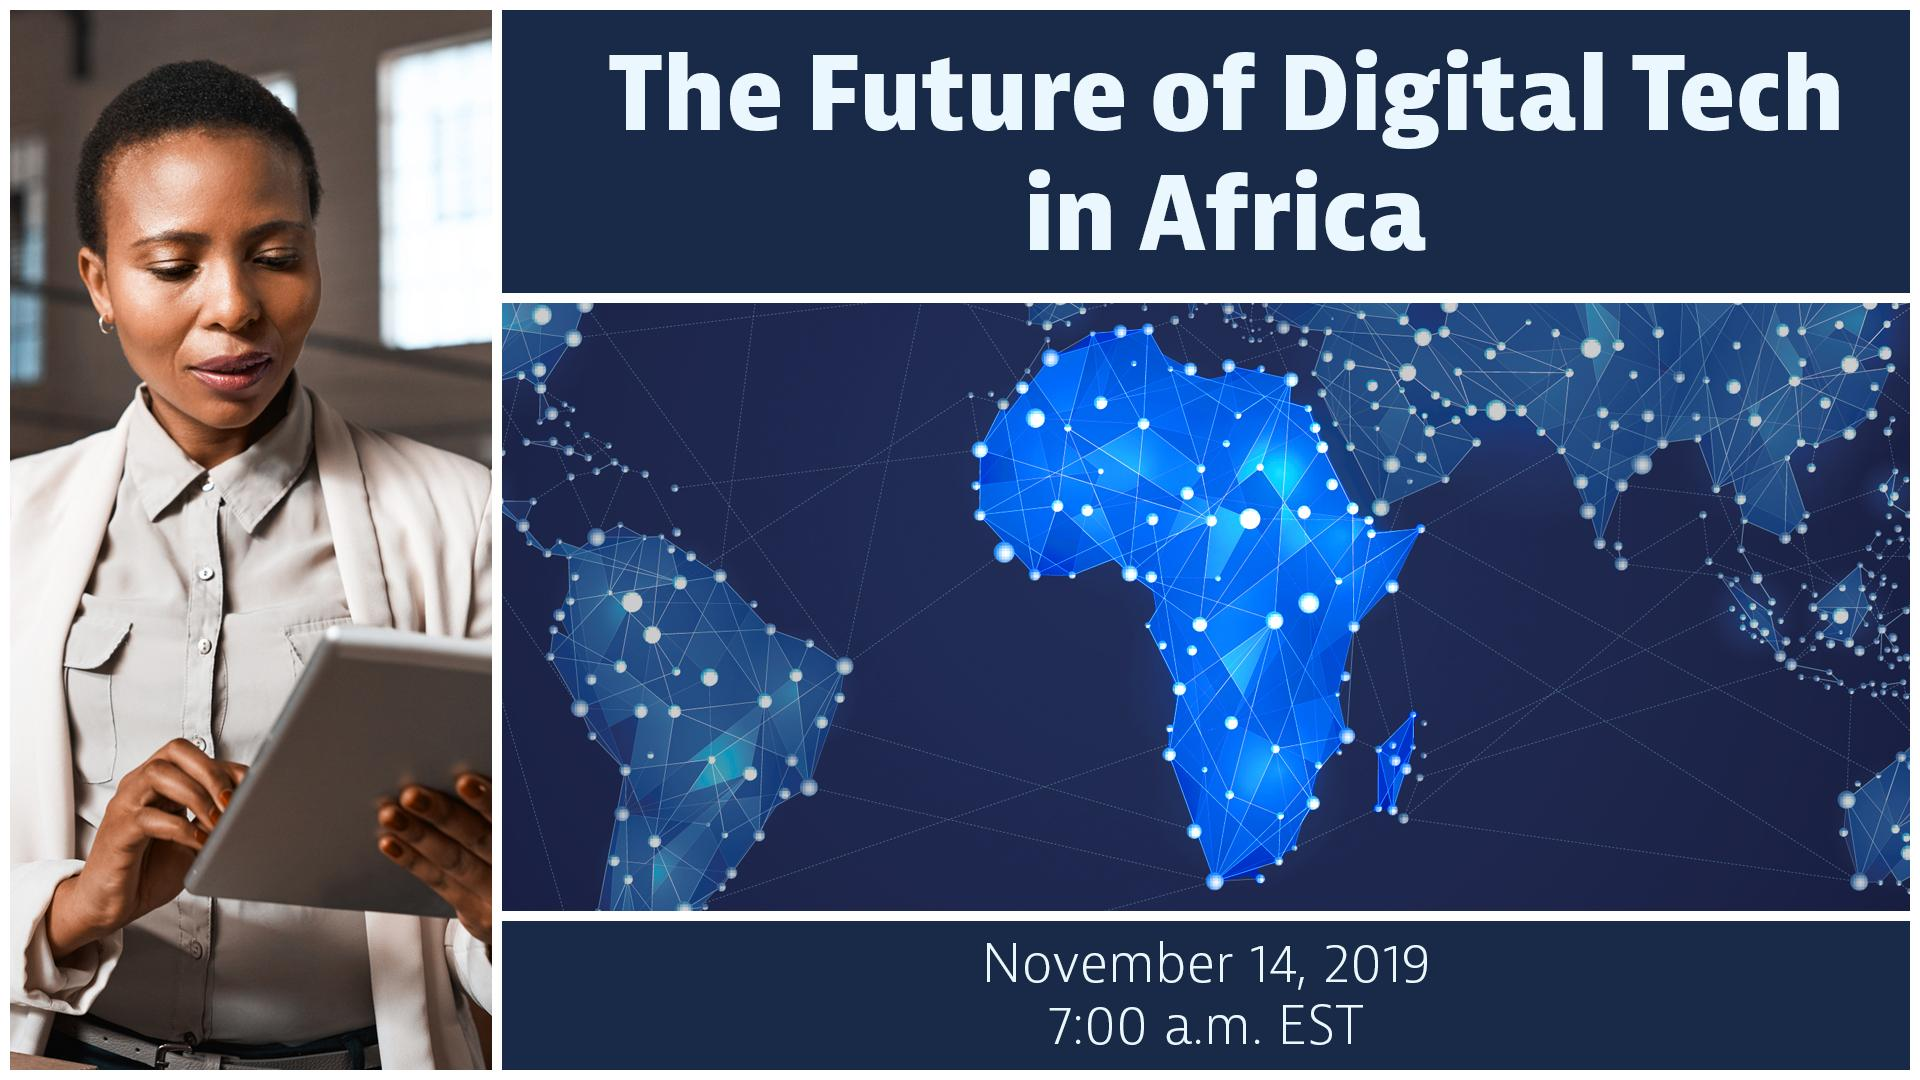 The Future of Digital Tech
in Africa
November 14, 2019
7:00 a.m. EST